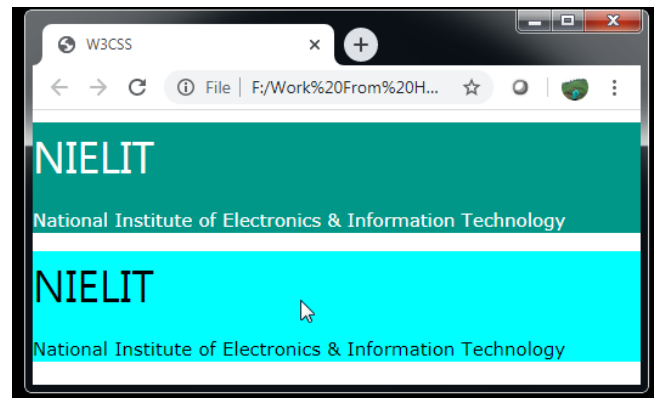 W3CSS
File | F:/Work%20From%20H...
NIELIT
National Institute of Electronics & Information Technology
NIELIT
National Institute of Electronics & Information Technology